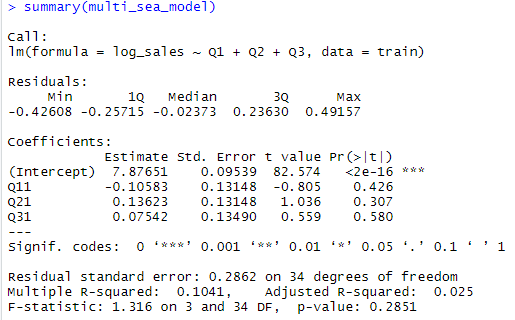 > summary(multi_sea_model)
Call:
lm(formula = log_sales ~ Q1 + Q2 + Q3, data = train)
Residuals:
     Min       1Q   Median       3Q      Max
-0.42608 -0.25715 -0.02373  0.23630  0.49157
Coefficients:
            Estimate Std. Error t value Pr(>|t|)
(Intercept)  7.87651    0.09539  82.574   <2e-16 ***
Q11         -0.10583    0.13148  -0.805    0.426
Q21          0.13623    0.13148   1.036    0.307
Q31          0.07542    0.13490   0.559    0.580
---
Signif. codes:  0 ‘***’ 0.001 ‘**’ 0.01 ‘*’ 0.05 ‘.’ 0.1 ‘ ’ 1
Residual standard error: 0.2862 on 34 degrees of freedom
Multiple R-squared:  0.1041,    Adjusted R-squared:  0.025
F-statistic: 1.316 on 3 and 34 DF,  p-value: 0.2851